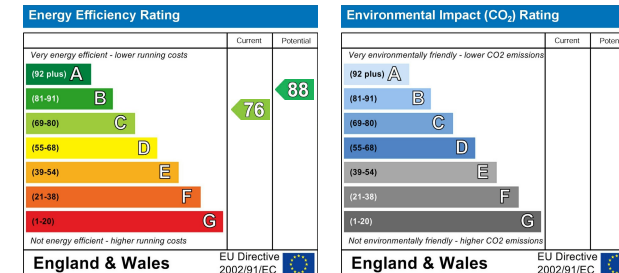 Energy Efficiency Rating
Current Potential
Very energy efficient - lower running costs
(92 plus) A
(81-91) B
(69-80) C
(55-68) D
(39-54) E
(21-38) F
(1-20) G
76
88
Not energy efficient - higher running costs
England & Wales
EU Directive
2002/91/EC
Environmental Impact (CO₂) Rating
Current
Very environmentally friendly - lower CO2 emissions
(92 plus) A
(81-91) B
(69-80) C
(55-68) D
(39-54) E
(21-38) F
(1-20) G
Not environmentally friendly - higher CO2 emissions
England & Wales
EU Directive
2002/91/EC